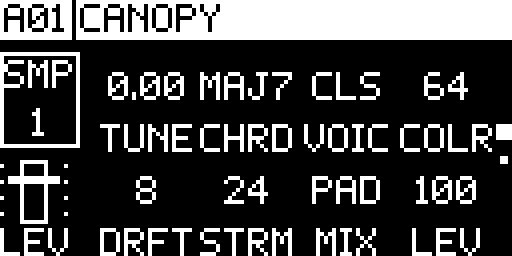 A01 CANOPY
SMP 0.00 MAJ7 CLS 64
1 TUNE CHRD VOIC COLR
8 24 PAD 100
LEV DRFT STRM MIX LEV